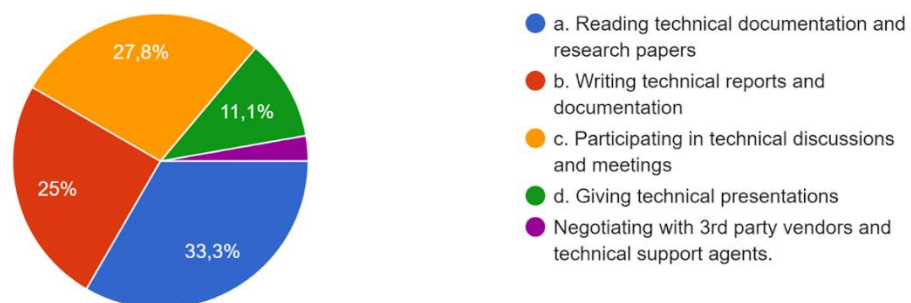 27,8%
11,1%
25%
33,3%
a. Reading technical documentation and
research papers
b. Writing technical reports and
documentation
c. Participating in technical discussions
and meetings
d. Giving technical presentations
Negotiating with 3rd party vendors and
technical support agents.